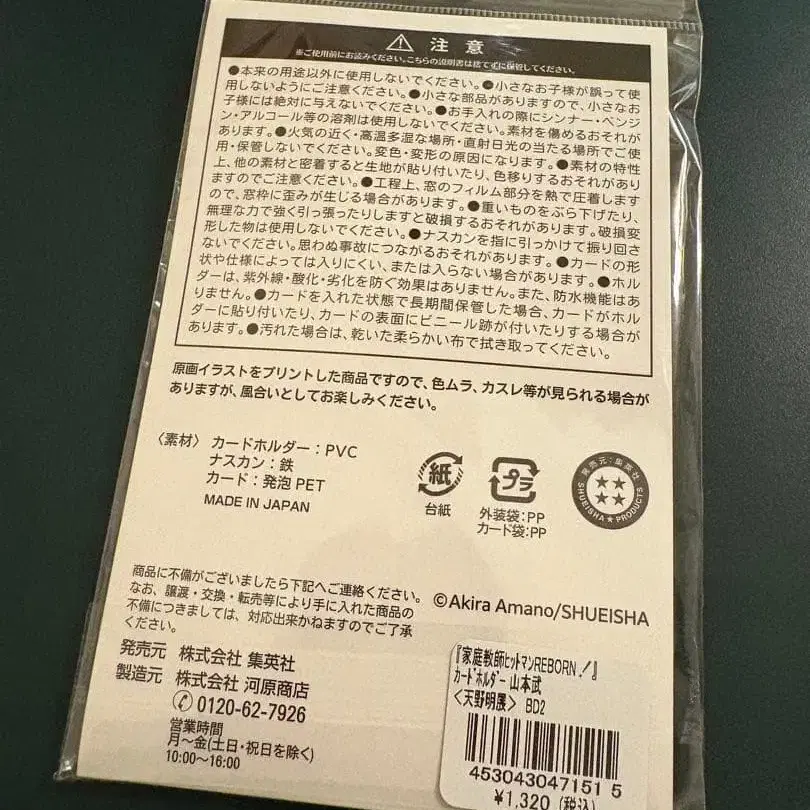 ⚠ 注意
※ご使用前にお読みください。こちらの説明書は捨てずに保管してください。
●本来の用途以外に使用しないでください。●小さなお子様が誤って使
用しないようにご注意ください。●小さな部品がありますので、小さなお
子様には絶対に与えないでください。●お手入れの際にシンナー・ベンジ
ン・アルコール等の溶剤は使用しないでください。素材を傷めるおそれが
あります。●火気の近く・高温多湿な場所・直射日光の当たる場所でご使
用・保管しないでください。変色・変形の原因になります。●素材の特性
上、他の素材と密着すると生地が貼り付いたり、色移りするおそれがあり
ますのでご注意ください。●工程上、窓のフィルム部分を熱で圧着します
ので、窓枠に歪みが生じる場合があります。●重いものをぶら下げたり、
無理な力で強く引っ張ったりしますと破損するおそれがあります。破損変
形した物は使用しないでください。●ナスカンを指に引っかけて振り回さ
ないでください。思わぬ事故につながるおそれがあります。●カードの形
状や仕様によっては入りにくい、または入らない場合があります。●ホル
ダーは、紫外線・酸化・劣化を防ぐ効果はありません。また、防水機能はあ
りません。●カードを入れた状態で長期間保管した場合、カードがホル
ダーに貼り付いたり、カードの表面にビニール跡が付いたりする場合が
あります。●汚れた場合は、乾いた柔らかい布で拭き取ってください。
原画イラストをプリントした商品ですので、色ムラ、カスレ等が見られる場合が
ありますが、風合いとしてお楽しみください。
〈素材〉 カードホルダー：PVC
ナスカン：鉄
カード：発泡PET
MADE IN JAPAN
紙
台紙
プラ
外装袋：PP
カード袋：PP
発売元：集英社
SHUEISHA★PRODUCTS
商品に不備がございましたら下記へご連絡ください。
なお、譲渡・交換・転売等により手に入れた商品の
不備につきましては、対応出来かねますのでご了承
ください。
©Akira Amano/SHUEISHA
発売元 株式会社 集英社
製造元 株式会社 河原商店
0120-62-7926
営業時間
月〜金(土日・祝日を除く)
10:00〜16:00
『家庭教師ヒットマンREBORN!』
カードホルダー 山本武
〈天野明展〉 BD2
453043047151 5
¥1,320 (税込)